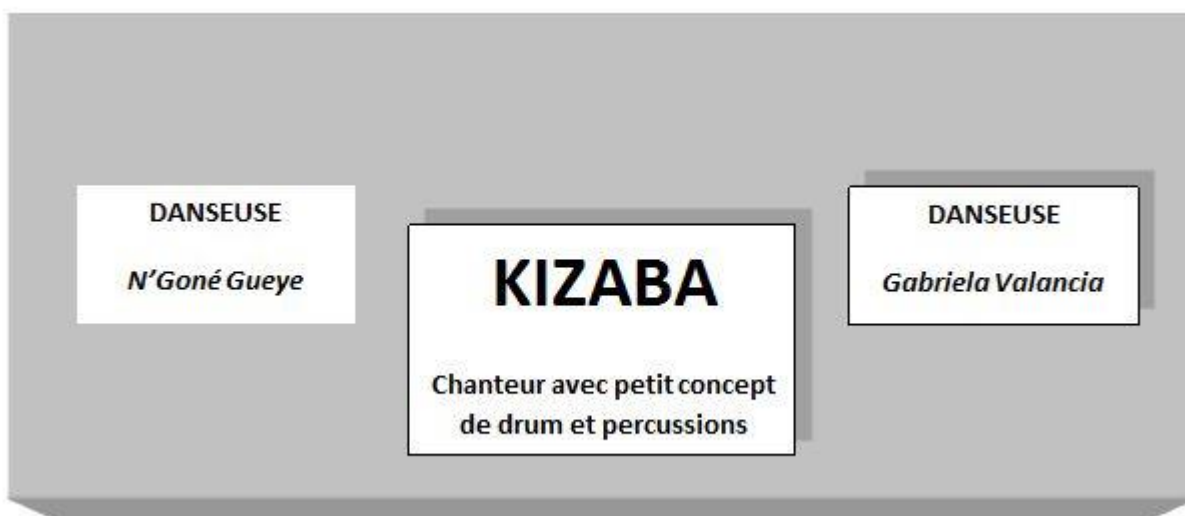 DANSEUSE
N'Goné Gueye
KIZABA
Chanteur avec petit concept
de drum et percussions
DANSEUSE
Gabriela Valancia